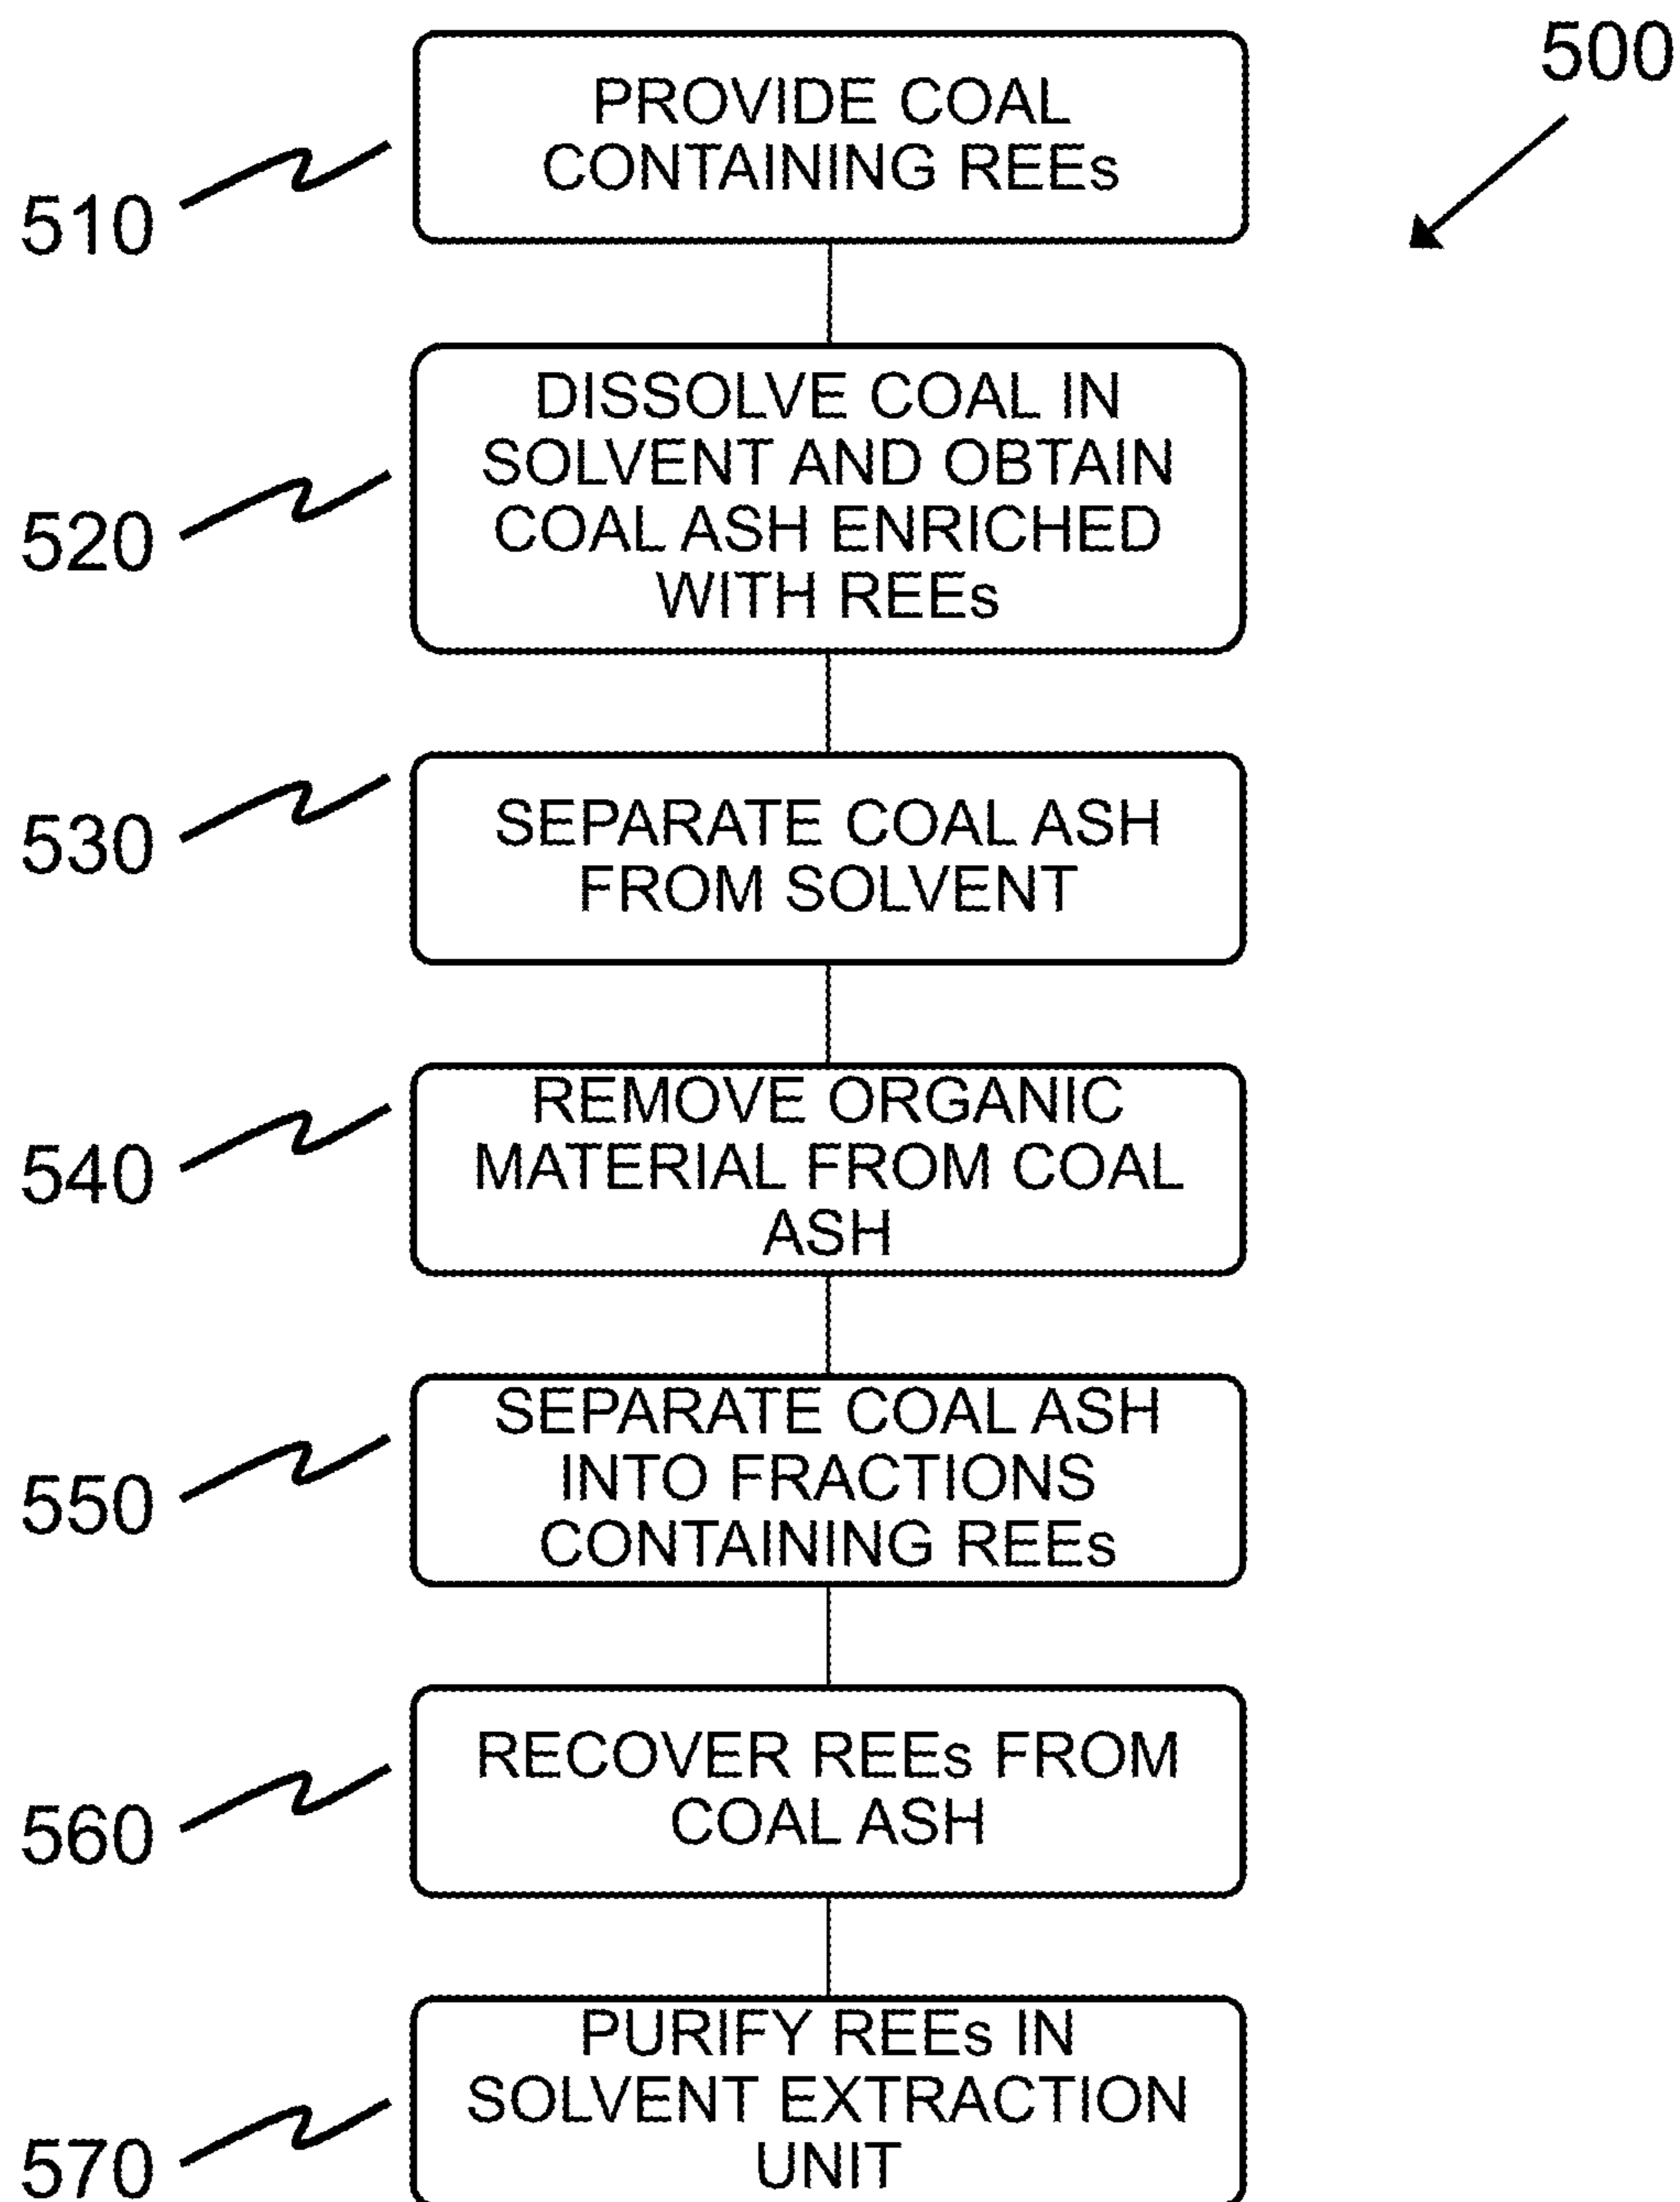 500
PROVIDE COAL
CONTAINING REEs
510
DISSOLVE COAL IN
SOLVENT AND OBTAIN
COAL ASH ENRICHED
WITH REEs
520
SEPARATE COAL ASH
FROM SOLVENT
530
REMOVE ORGANIC
MATERIAL FROM COAL
ASH
540
SEPARATE COAL ASH
INTO FRACTIONS
CONTAINING REEs
550
RECOVER REEs FROM
COAL ASH
560
PURIFY REEs IN
SOLVENT EXTRACTION
UNIT
570